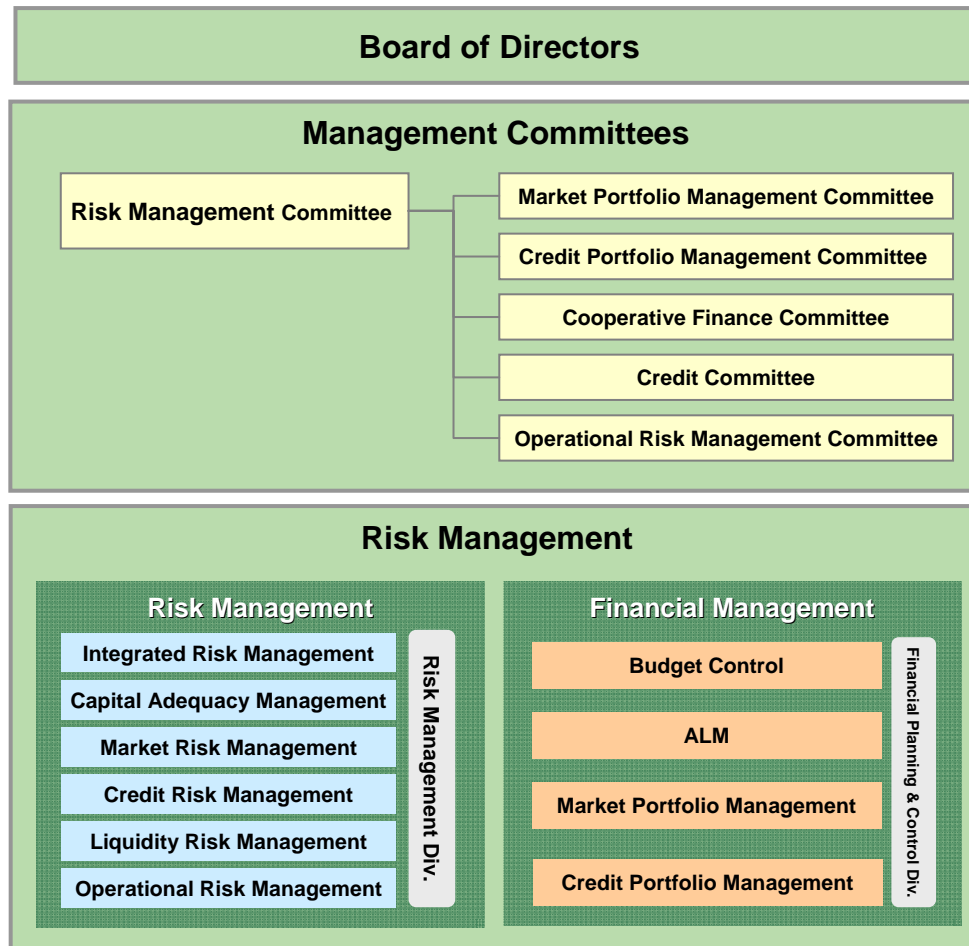 Board of Directors
Management Committees
Risk Management Committee
Market Portfolio Management Committee
Credit Portfolio Management Committee
Cooperative Finance Committee
Credit Committee
Operational Risk Management Committee
Risk Management
Risk Management
Integrated Risk Management
Capital Adequacy Management
Market Risk Management
Credit Risk Management
Liquidity Risk Management
Operational Risk Management
Risk Management Div.
Financial Management
Budget Control
ALM
Market Portfolio Management
Credit Portfolio Management
Financial Planning & Control Div.